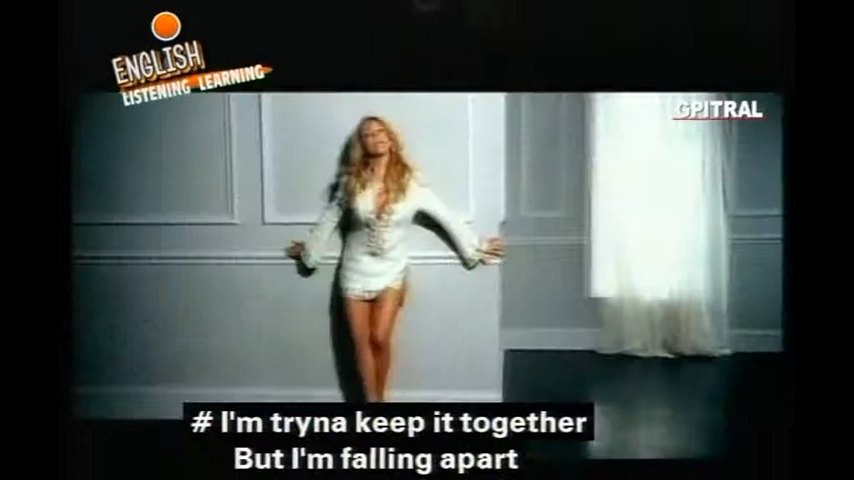 ENGLISH
LISTENING LEARNING
GPITRAL
# I'm tryna keep it together
But I'm falling apart